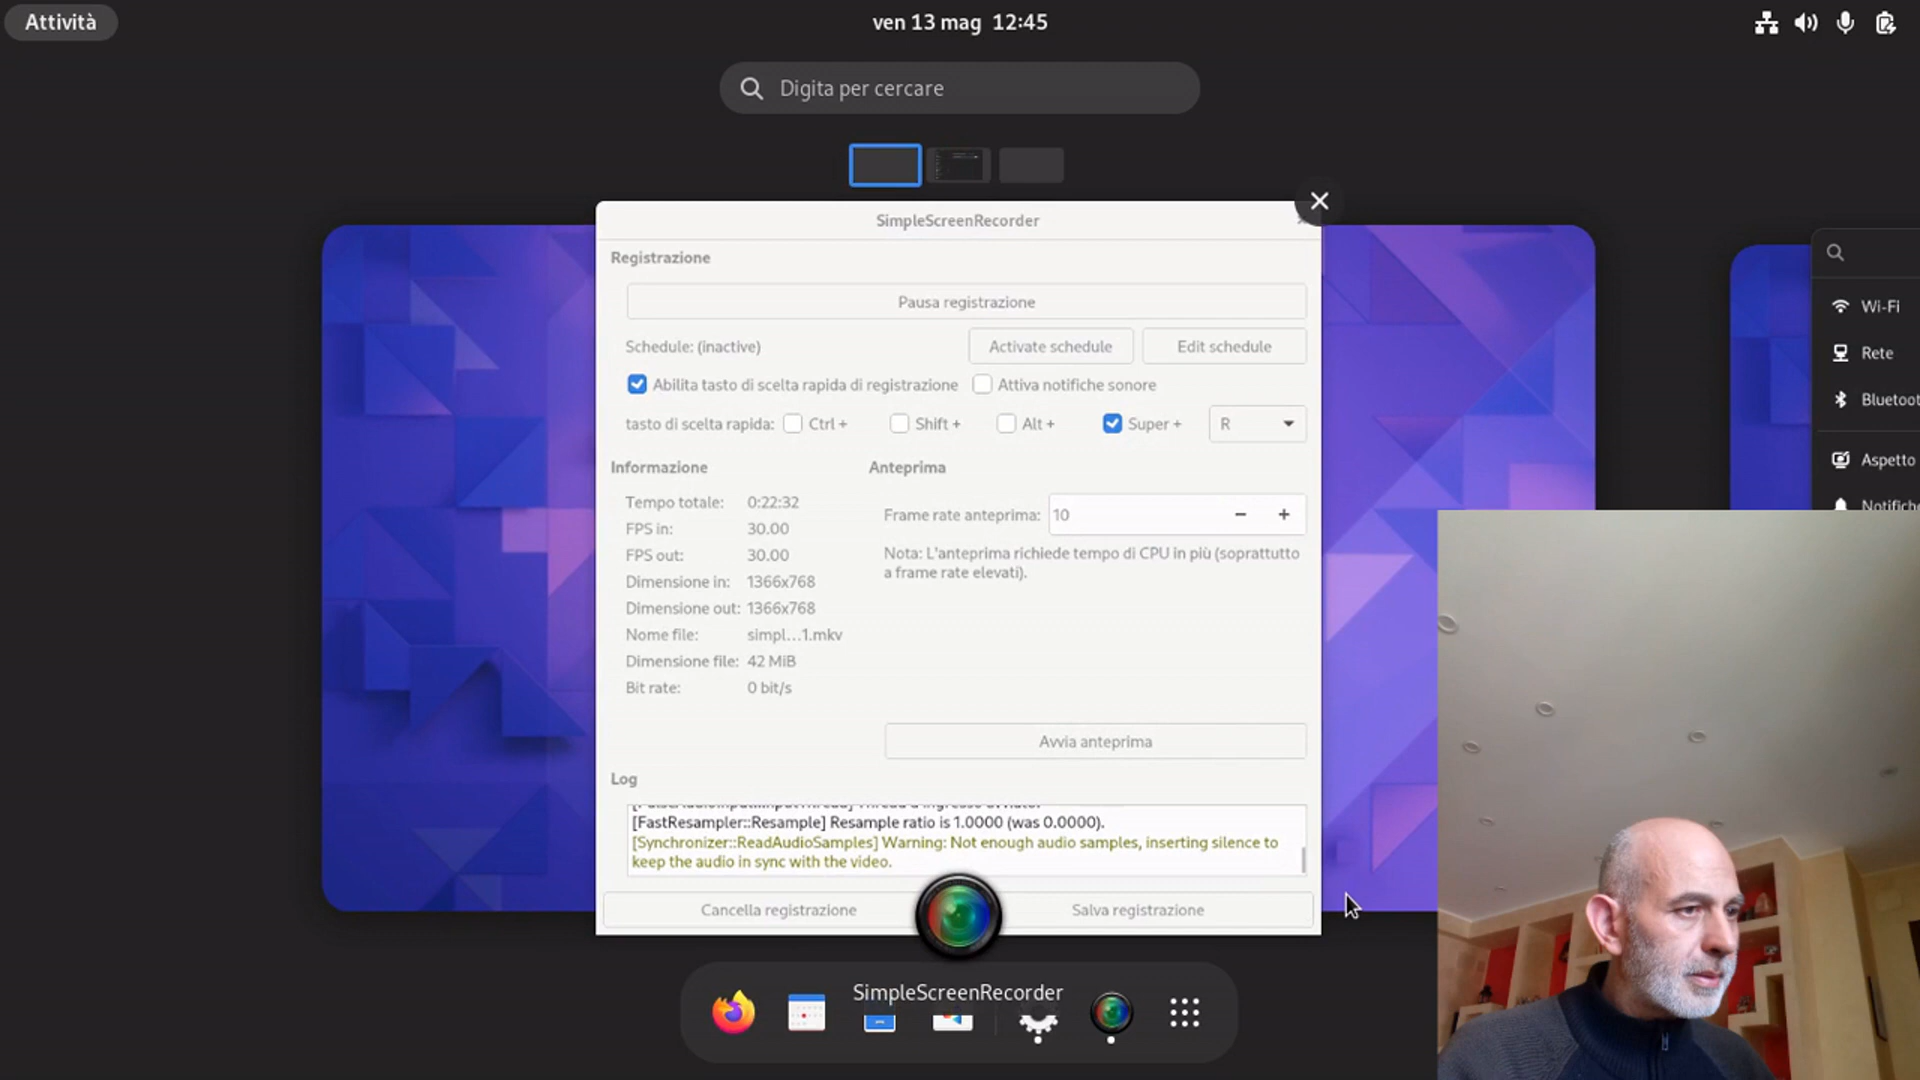 Attività
ven 13 mag 12:45
Digita per cercare
SimpleScreenRecorder
Registrazione
Pausa registrazione
Schedule: (inactive)
Activate schedule
Edit schedule
Abilita tasto di scelta rapida di registrazione
Attiva notifiche sonore
tasto di scelta rapida:
Ctrl +
Shift +
Alt +
Super +
R
Informazione
Tempo totale: 0:22:32
FPS in: 30.00
FPS out: 30.00
Dimensione in: 1366x768
Dimensione out: 1366x768
Nome file: simpl...1.mkv
Dimensione file: 42 MiB
Bit rate: 0 bit/s
Anteprima
Frame rate anteprima: 10
Nota: L'anteprima richiede tempo di CPU in più (soprattutto
a frame rate elevati).
Avvia anteprima
Log
[FastResampler::Resample] Resample ratio is 1.0000 (was 0.0000).
[Synchronizer::ReadAudioSamples] Warning: Not enough audio samples, inserting silence to
keep the audio in sync with the video.
Cancella registrazione
Salva registrazione
SimpleScreenRecorder
Wi-Fi
Rete
Bluetoot
Aspetto